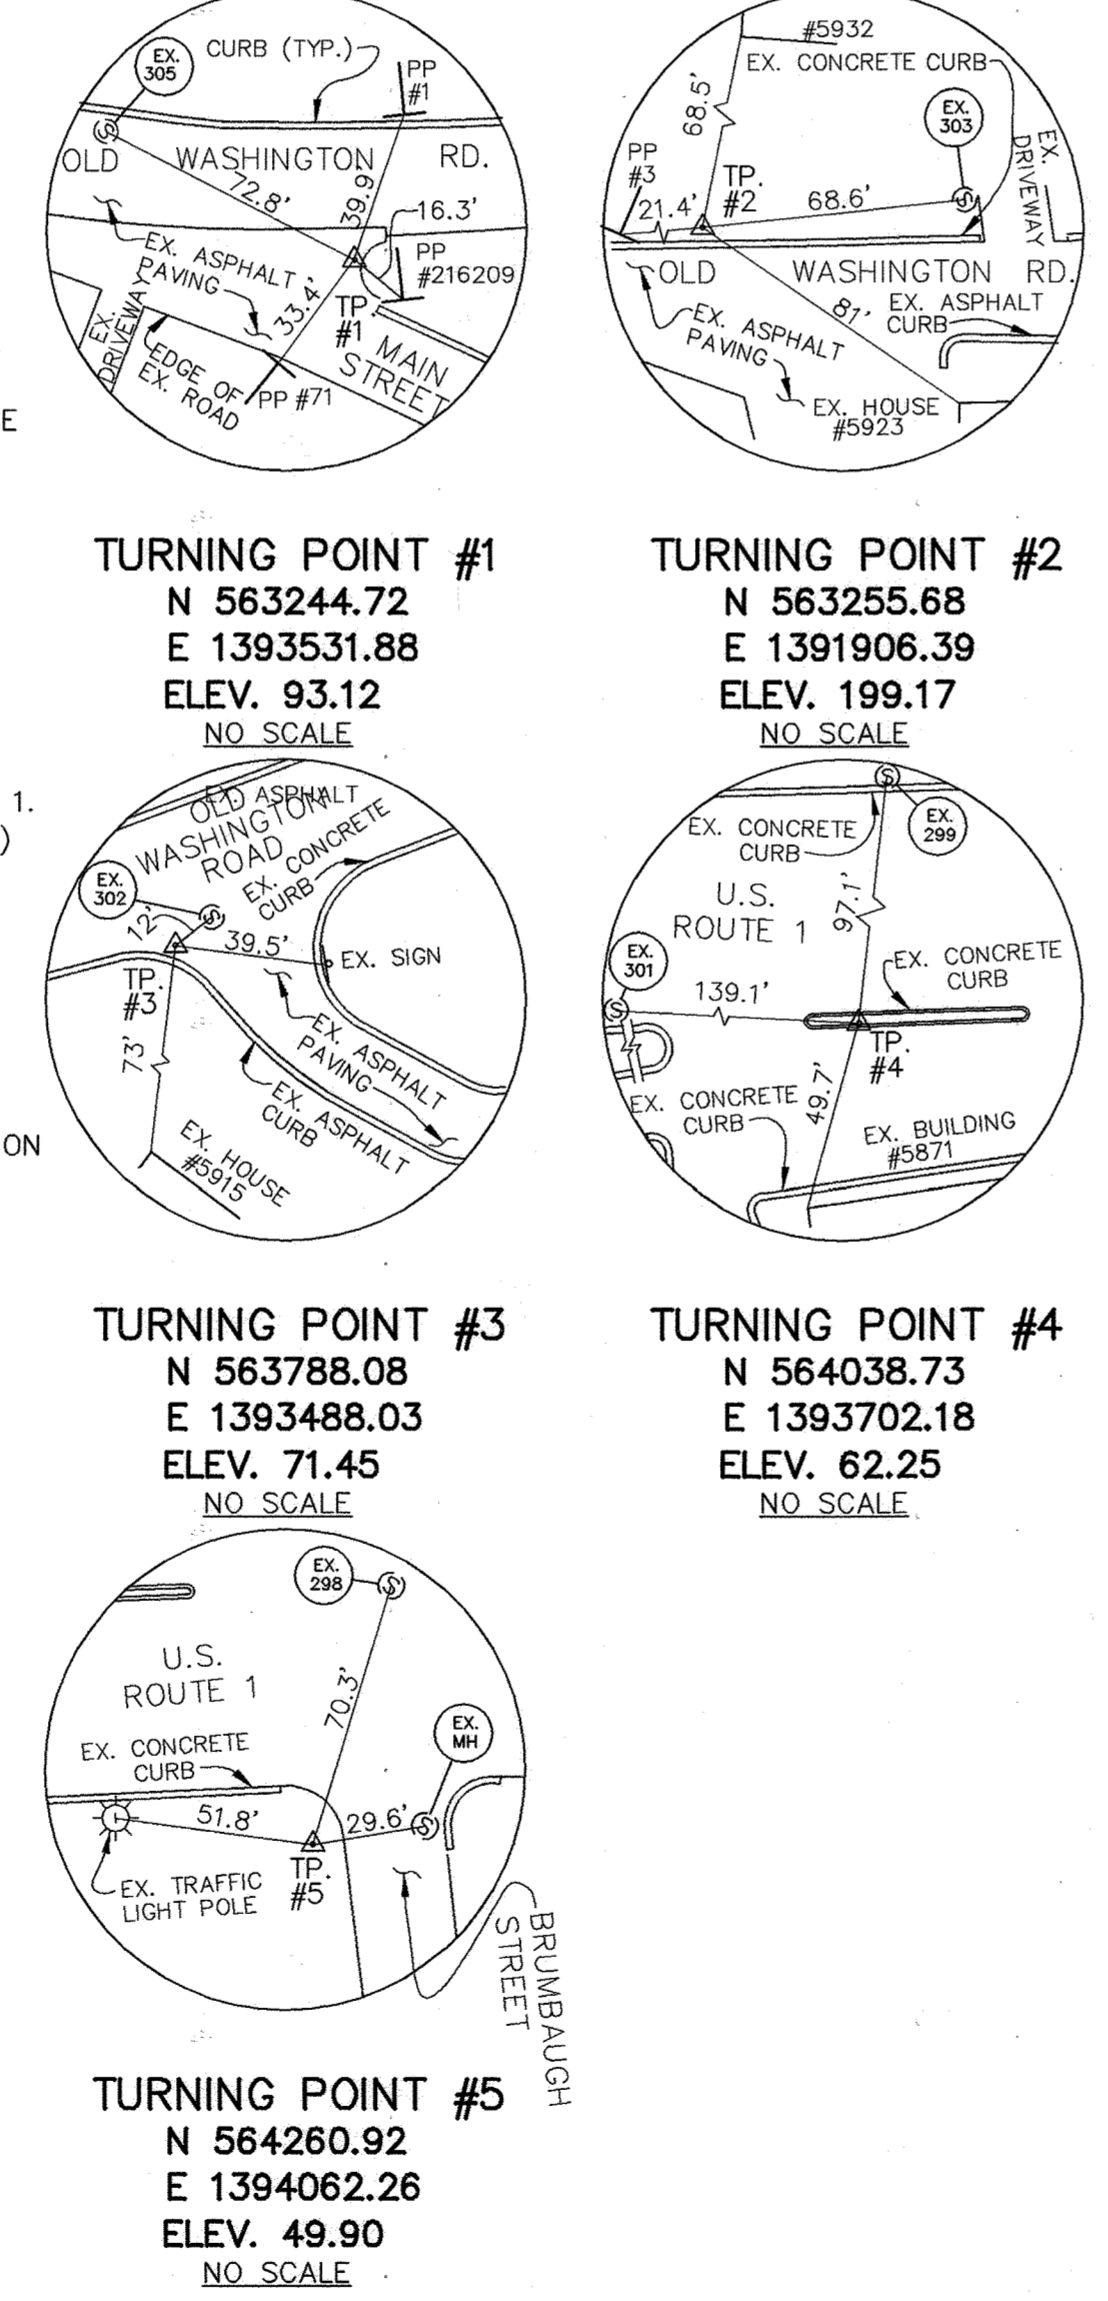 EX.
305
CURB (TYP.)
PP
#1
OLD WASHINGTON RD.
72.8'
39.9'
16.3'
PP
#216209
EX. ASPHALT
PAVING
33.4'
TP.
#1
EX.
DRIVEWAY
EDGE OF
EX. ROAD
PP #71
MAIN
STREET
#5932
EX. CONCRETE CURB
68.5'
EX.
303
EX.
DRIVEWAY
PP
#3
TP.
#2
21.4'
68.6'
OLD WASHINGTON RD.
EX. ASPHALT
PAVING
81'
EX. ASPHALT
CURB
EX. HOUSE
#5923
E
TURNING POINT #1
N 563244.72
E 1393531.88
ELEV. 93.12
NO SCALE
TURNING POINT #2
N 563255.68
E 1391906.39
ELEV. 199.17
NO SCALE
1.
)
EX. ASPHALT
OLD
WASHINGTON
ROAD
EX. CONCRETE
CURB
EX.
302
12'
39.5'
EX. SIGN
TP.
#3
73'
EX. ASPHALT
PAVING
EX. ASPHALT
CURB
EX. HOUSE
#5915
ON
EX. CONCRETE
CURB
EX.
299
U.S.
ROUTE 1
97.1'
EX.
301
139.1'
EX. CONCRETE
CURB
TP.
#4
49.7'
EX. CONCRETE
CURB
EX. BUILDING
#5871
TURNING POINT #3
N 563788.08
E 1393488.03
ELEV. 71.45
NO SCALE
TURNING POINT #4
N 564038.73
E 1393702.18
ELEV. 62.25
NO SCALE
EX.
298
U.S.
ROUTE 1
70.3'
EX.
MH
EX. CONCRETE
CURB
51.8'
29.6'
TP.
#5
EX. TRAFFIC
LIGHT POLE
BRUMBAUGH
STREET
TURNING POINT #5
N 564260.92
E 1394062.26
ELEV. 49.90
NO SCALE